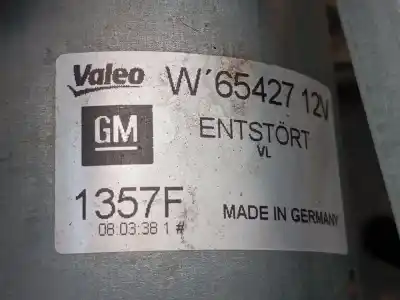 Valeo W´65427 12V
GM ENTSTÖRT
VL
1357F MADE IN GERMANY
08.03.38 1 #